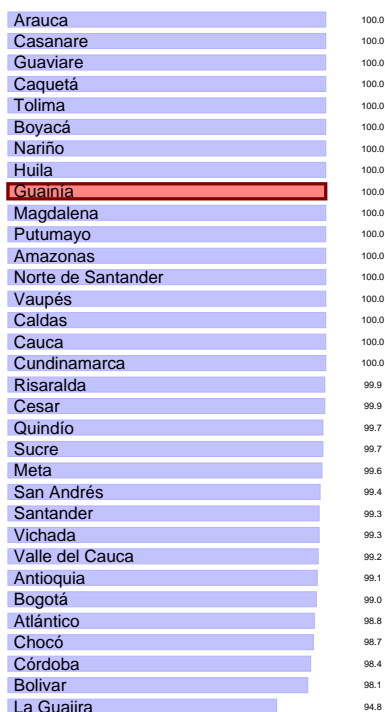 Arauca 100.0
Casanare 100.0
Guaviare 100.0
Caquetá 100.0
Tolima 100.0
Boyacá 100.0
Nariño 100.0
Huila 100.0
Guainía 100.0
Magdalena 100.0
Putumayo 100.0
Amazonas 100.0
Norte de Santander 100.0
Vaupés 100.0
Caldas 100.0
Cauca 100.0
Cundinamarca 100.0
Risaralda 99.9
Cesar 99.9
Quindío 99.7
Sucre 99.7
Meta 99.6
San Andrés 99.4
Santander 99.3
Vichada 99.3
Valle del Cauca 99.2
Antioquia 99.1
Bogotá 99.0
Atlántico 98.8
Chocó 98.7
Córdoba 98.4
Bolivar 98.1
La Guajira 94.8